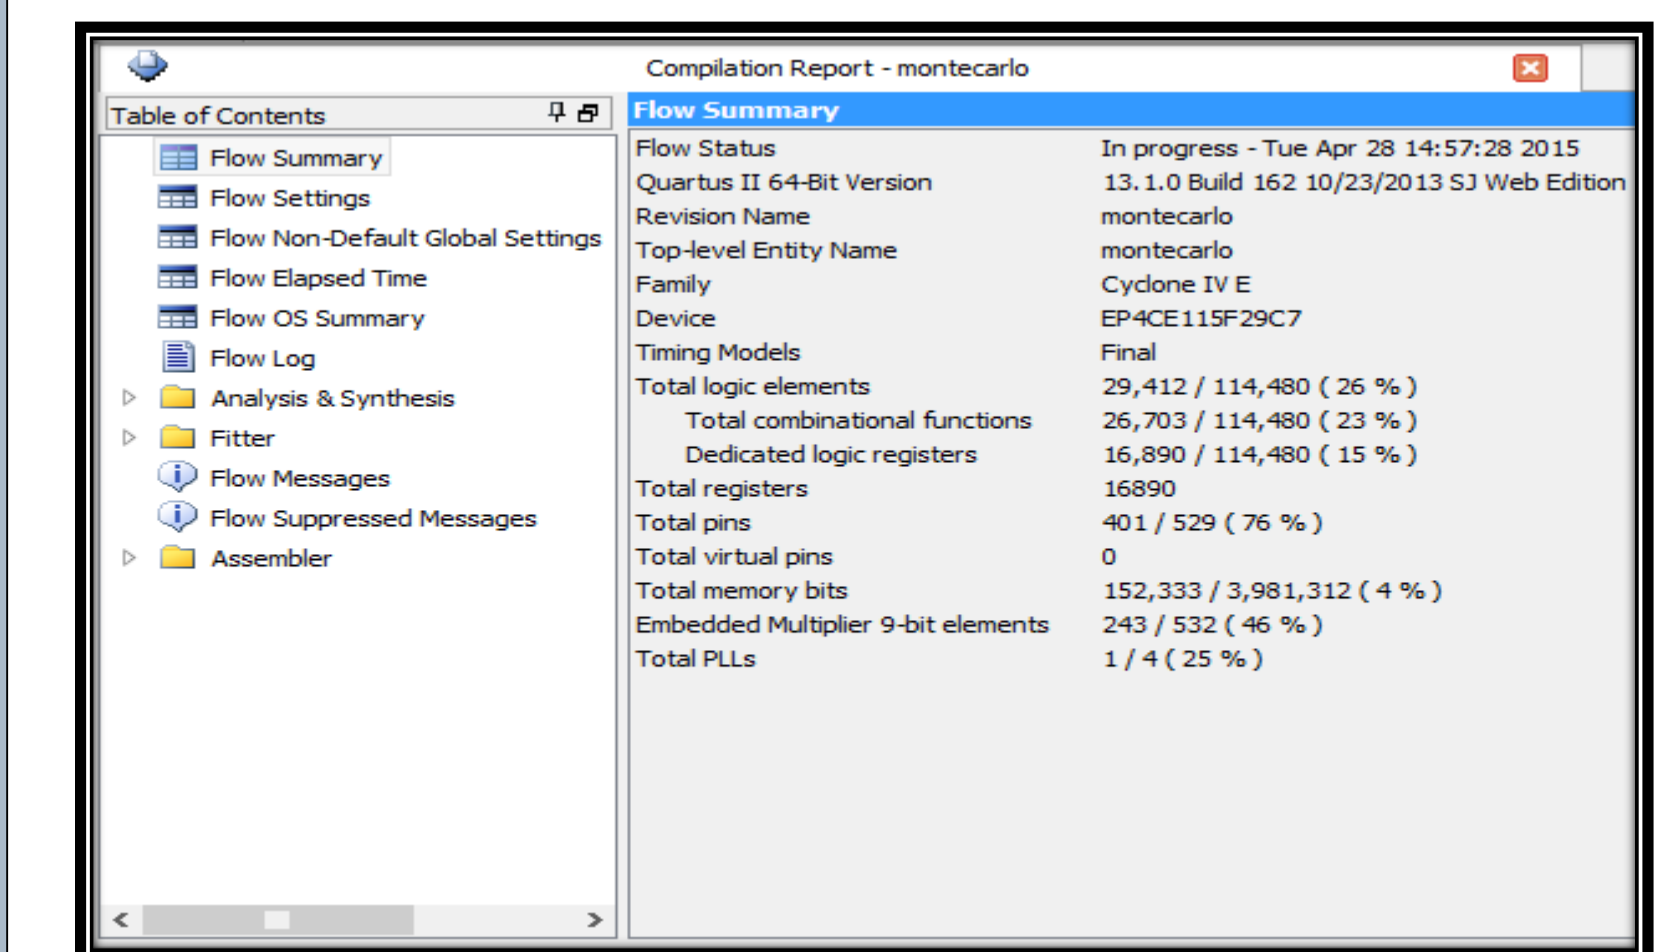 Compilation Report - montecarlo
Table of Contents
Flow Summary
Flow Settings
Flow Non-Default Global Settings
Flow Elapsed Time
Flow OS Summary
Flow Log
Analysis & Synthesis
Fitter
Flow Messages
Flow Suppressed Messages
Assembler
Flow Summary
Flow Status In progress - Tue Apr 28 14:57:28 2015
Quartus II 64-Bit Version 13.1.0 Build 162 10/23/2013 SJ Web Edition
Revision Name montecarlo
Top-level Entity Name montecarlo
Family Cyclone IV E
Device EP4CE115F29C7
Timing Models Final
Total logic elements 29,412 / 114,480 ( 26 % )
Total combinational functions 26,703 / 114,480 ( 23 % )
Dedicated logic registers 16,890 / 114,480 ( 15 % )
Total registers 16890
Total pins 401 / 529 ( 76 % )
Total virtual pins 0
Total memory bits 152,333 / 3,981,312 ( 4 % )
Embedded Multiplier 9-bit elements 243 / 532 ( 46 % )
Total PLLs 1 / 4 ( 25 % )